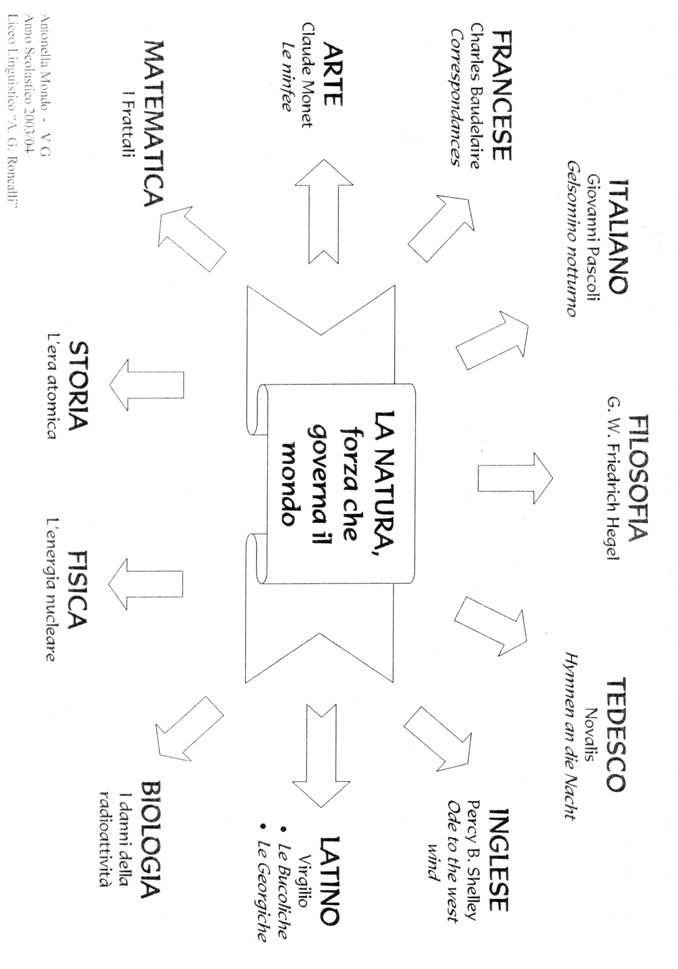 FILOSOFIA
G. W. Friedrich Hegel
ITALIANO
Giovanni Pascoli
Gelsomino notturno
TEDESCO
Novalis
Hymnen an die Nacht
FRANCESE
Charles Baudelaire
Correspondances
INGLESE
Percy B. Shelley
Ode to the west
wind
ARTE
Claude Monet
Le ninfee
LA NATURA,
forza che
governa il
mondo
LATINO
Virgilio
• Le Bucoliche
• Le Georgiche
MATEMATICA
I Frattali
STORIA
L'era atomica
FISICA
L'energia nucleare
BIOLOGIA
I danni della
radioattività
Antonella Mondo - V G
Anno Scolastico 2003/04
Liceo Linguistico "A. G. Roncalli"